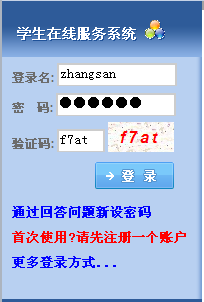 学生在线服务系统
登录名: zhangsan
密 码: ●●●●●●●
验证码: f7at f7at
登 录
通过回答问题新设密码
首次使用?请先注册一个账户
更多登录方式...